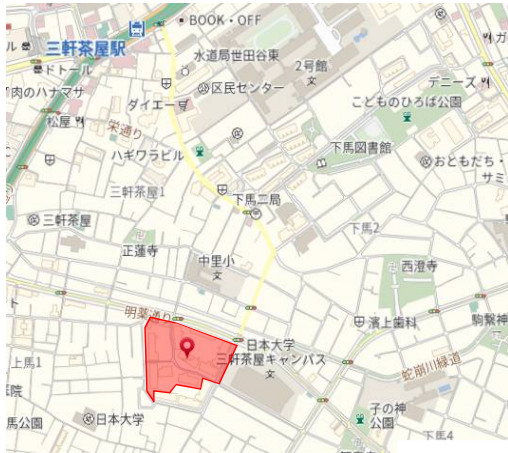 BOOK・OFF
三軒茶屋駅
ドトール
肉のハナマサ
水道局世田谷東
2号館
区民センター
デニーズ
ダイエー
こどものひろば公園
松屋
栄通り
ハギワラビル
下馬図書館
おともだち・
サミ
三軒茶屋1
下馬二局
三軒茶屋
正蓮寺
下馬2
中里小
西澄寺
明薬通り
濱上歯科
駒繋神
日本大学
三軒茶屋キャンパス
上馬1
蛇崩川緑道
医院
子の神
公園
馬公園
日本大学
下馬4